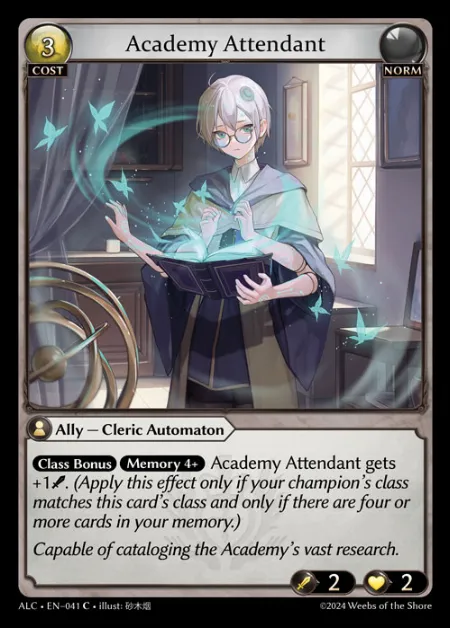 3
Academy Attendant
COST
NORM
Ally — Cleric Automaton
Class Bonus Memory 4+ Academy Attendant gets
+1. (Apply this effect only if your champion's class
matches this card's class and only if there are four or
more cards in your memory.)
Capable of cataloging the Academy's vast research.
2 2
ALC • EN-041 C • illust: 砂木烟 ©2024 Weebs of the Shore